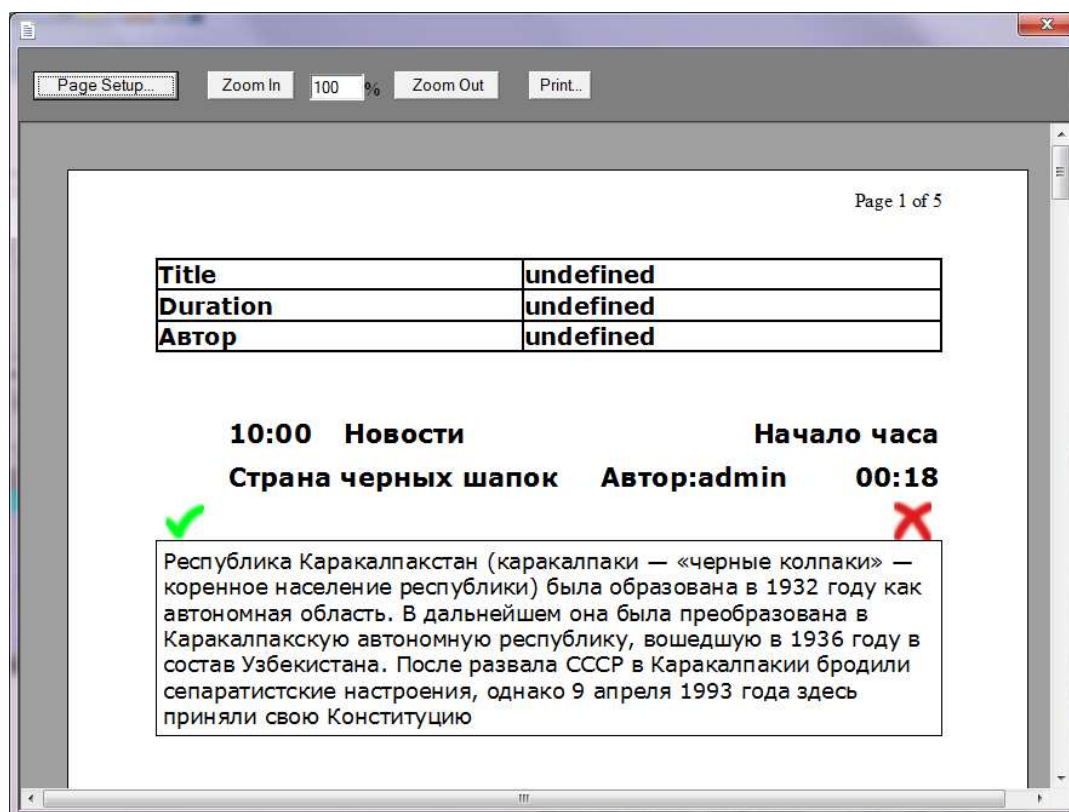 Page Setup... Zoom In 100 % Zoom Out Print...
Page 1 of 5
Title undefined
Duration undefined
Автор undefined
10:00 Новости Начало часа
Страна черных шапок Автор:admin 00:18
Республика Каракалпакстан (каракалпаки — «черные колпаки» —
коренное население республики) была образована в 1932 году как
автономная область. В дальнейшем она была преобразована в
Каракалпакскую автономную республику, вошедшую в 1936 году в
состав Узбекистана. После развала СССР в Каракалпакии бродили
сепаратистские настроения, однако 9 апреля 1993 года здесь
приняли свою Конституцию